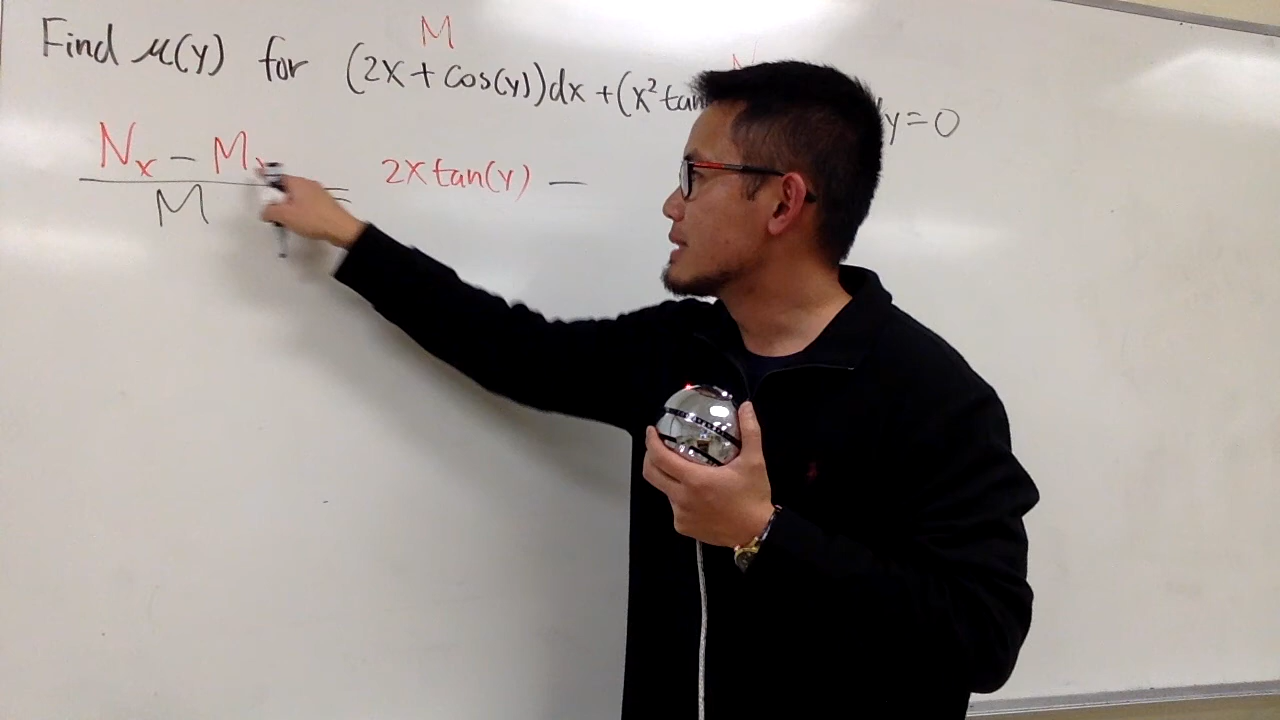 M N
Find μ(y) for (2x + cos(y))dx + (x² tan y = 0
Nx - My = 2x tan(y) —
M